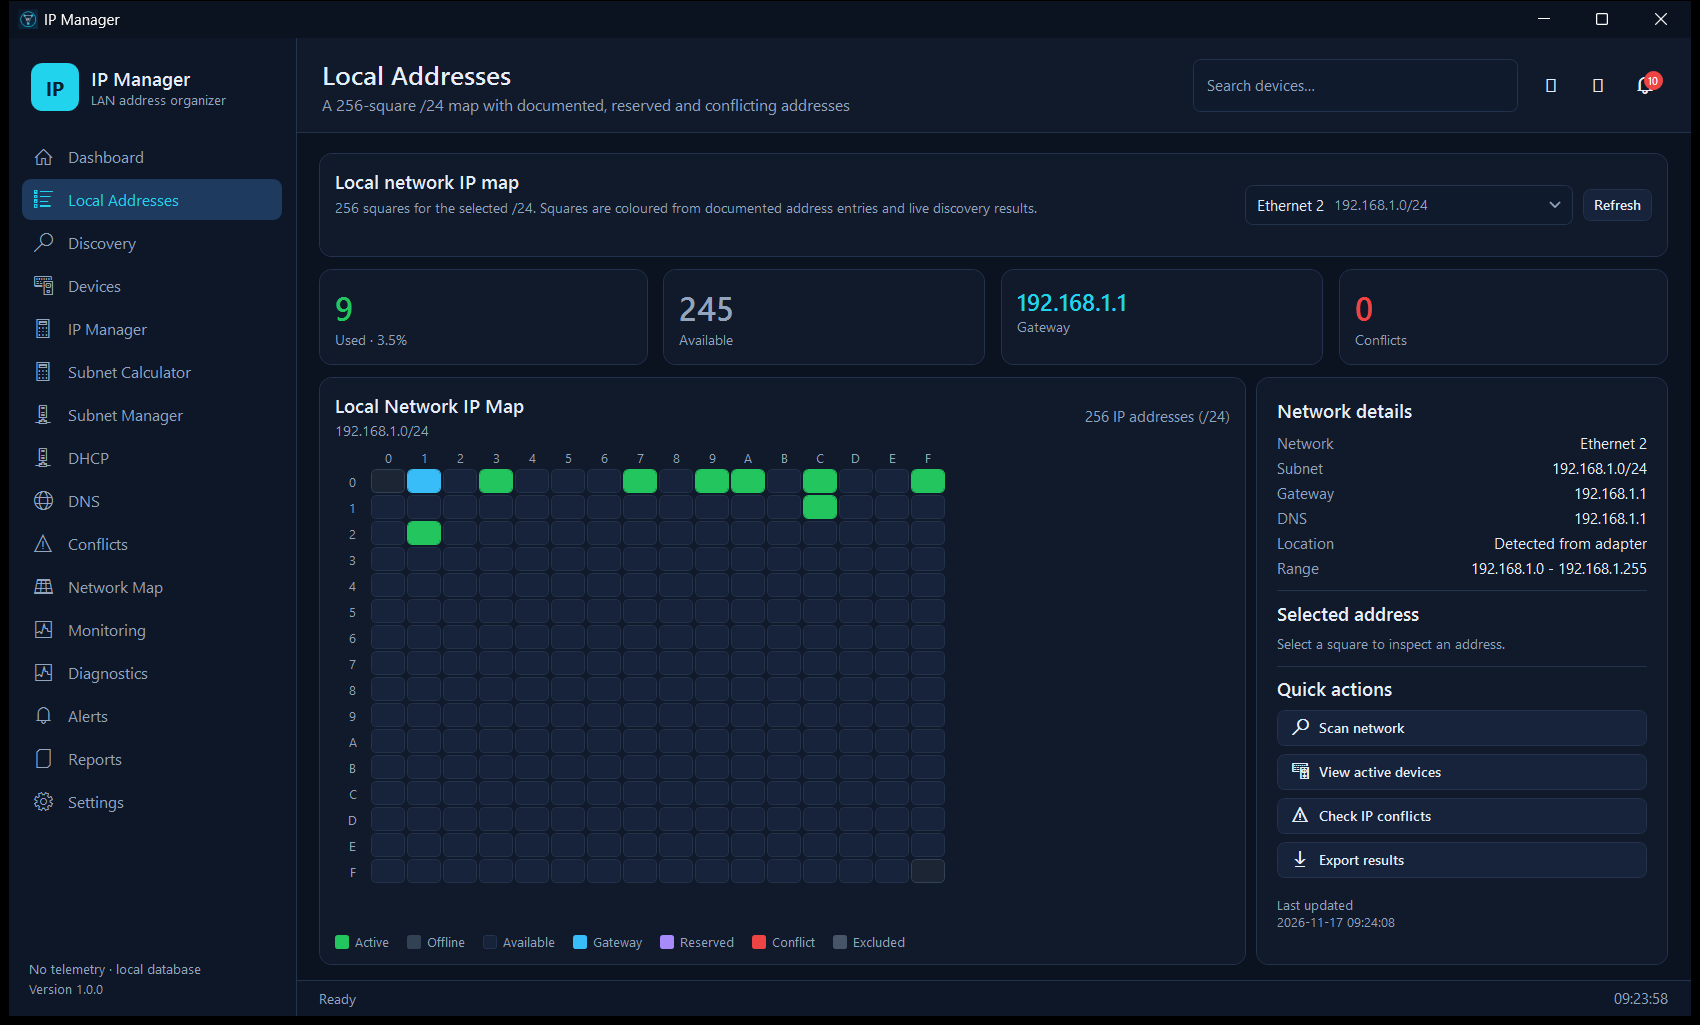 IP Manager
IP
IP Manager
LAN address organizer
Dashboard
Local Addresses
Discovery
Devices
IP Manager
Subnet Calculator
Subnet Manager
DHCP
DNS
Conflicts
Network Map
Monitoring
Diagnostics
Alerts
Reports
Settings
No telemetry · local database
Version 1.0.0
Local Addresses
A 256-square /24 map with documented, reserved and conflicting addresses
Search devices...
10
Local network IP map
256 squares for the selected /24. Squares are coloured from documented address entries and live discovery results.
Ethernet 2 192.168.1.0/24
Refresh
9
Used · 3.5%
245
Available
192.168.1.1
Gateway
0
Conflicts
Local Network IP Map
192.168.1.0/24
256 IP addresses (/24)
0 1 2 3 4 5 6 7 8 9 A B C D E F
0
1
2
3
4
5
6
7
8
9
A
B
C
D
E
F
Active Offline Available Gateway Reserved Conflict Excluded
Network details
Network Ethernet 2
Subnet 192.168.1.0/24
Gateway 192.168.1.1
DNS 192.168.1.1
Location Detected from adapter
Range 192.168.1.0 - 192.168.1.255
Selected address
Select a square to inspect an address.
Quick actions
Scan network
View active devices
Check IP conflicts
Export results
Last updated
2026-11-17 09:24:08
Ready
09:23:58